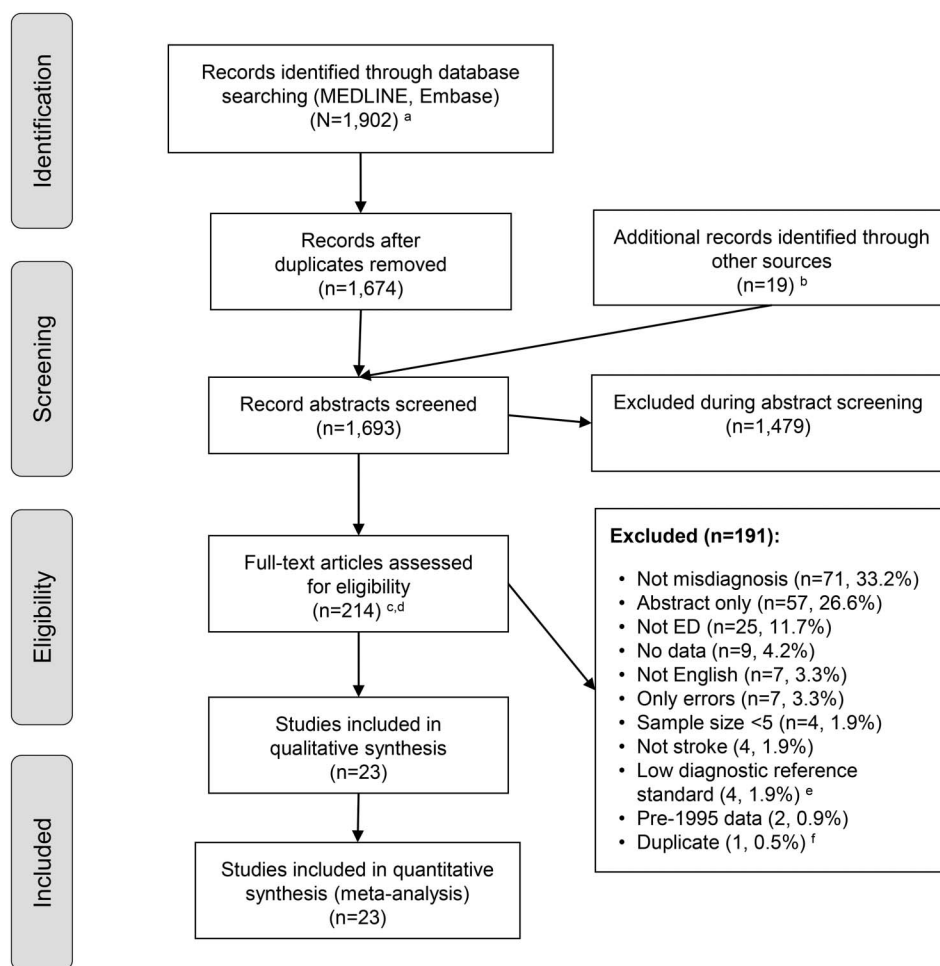 Identification
Records identified through database
searching (MEDLINE, Embase)
(N=1,902) a
Records after
duplicates removed
(n=1,674)
Additional records identified through
other sources
(n=19) b
Screening
Record abstracts screened
(n=1,693)
Excluded during abstract screening
(n=1,479)
Eligibility
Full-text articles assessed
for eligibility
(n=214) c,d
Excluded (n=191):
• Not misdiagnosis (n=71, 33.2%)
• Abstract only (n=57, 26.6%)
• Not ED (n=25, 11.7%)
• No data (n=9, 4.2%)
• Not English (n=7, 3.3%)
• Only errors (n=7, 3.3%)
• Sample size <5 (n=4, 1.9%)
• Not stroke (4, 1.9%)
• Low diagnostic reference
standard (4, 1.9%) e
• Pre-1995 data (2, 0.9%)
• Duplicate (1, 0.5%) f
Studies included in
qualitative synthesis
(n=23)
Included
Studies included in quantitative
synthesis (meta-analysis)
(n=23)